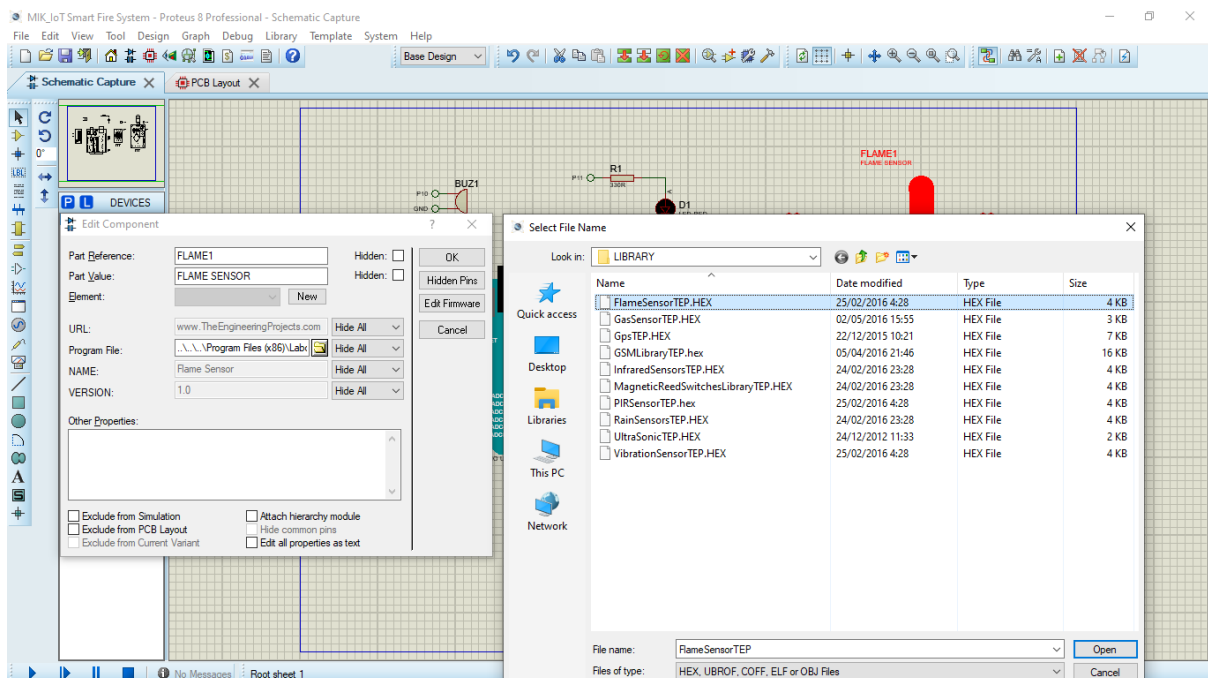 MIK_IoT Smart Fire System - Proteus 8 Professional - Schematic Capture
File Edit View Tool Design Graph Debug Library Template System Help
Base Design
Schematic Capture
PCB Layout
0°
LBL
P L DEVICES
BUZ1
P10
GND
P11
R1
330R
D1
FLAME1
FLAME SENSOR
Edit Component
Part Reference: FLAME1 Hidden:
Part Value: FLAME SENSOR Hidden:
Element: New
URL: www.TheEngineeringProjects.com Hide All
Program File: ..\..\..\Program Files (x86)\Labc Hide All
NAME: Flame Sensor Hide All
VERSION: 1.0 Hide All
Other Properties:
Exclude from Simulation Attach hierarchy module
Exclude from PCB Layout Hide common pins
Exclude from Current Variant Edit all properties as text
OK
Hidden Pins
Edit Firmware
Cancel
Select File Name
Look in: LIBRARY
Quick access
Desktop
Libraries
This PC
Network
Name Date modified Type Size
FlameSensorTEP.HEX 25/02/2016 4:28 HEX File 4 KB
GasSensorTEP.HEX 02/05/2016 15:55 HEX File 3 KB
GpsTEP.HEX 22/12/2015 10:21 HEX File 7 KB
GSMLibraryTEP.hex 05/04/2016 21:46 HEX File 16 KB
InfraredSensorsTEP.HEX 24/02/2016 23:28 HEX File 4 KB
MagneticReedSwitchesLibraryTEP.HEX 24/02/2016 23:28 HEX File 4 KB
PIRSensorTEP.hex 25/02/2016 4:28 HEX File 4 KB
RainSensorsTEP.HEX 24/02/2016 23:28 HEX File 4 KB
UltraSonicTEP.HEX 24/12/2012 11:33 HEX File 2 KB
VibrationSensorTEP.HEX 25/02/2016 4:28 HEX File 4 KB
File name: FlameSensorTEP Open
Files of type: HEX, UBROF, COFF, ELF or OBJ Files Cancel
No Messages Root sheet 1